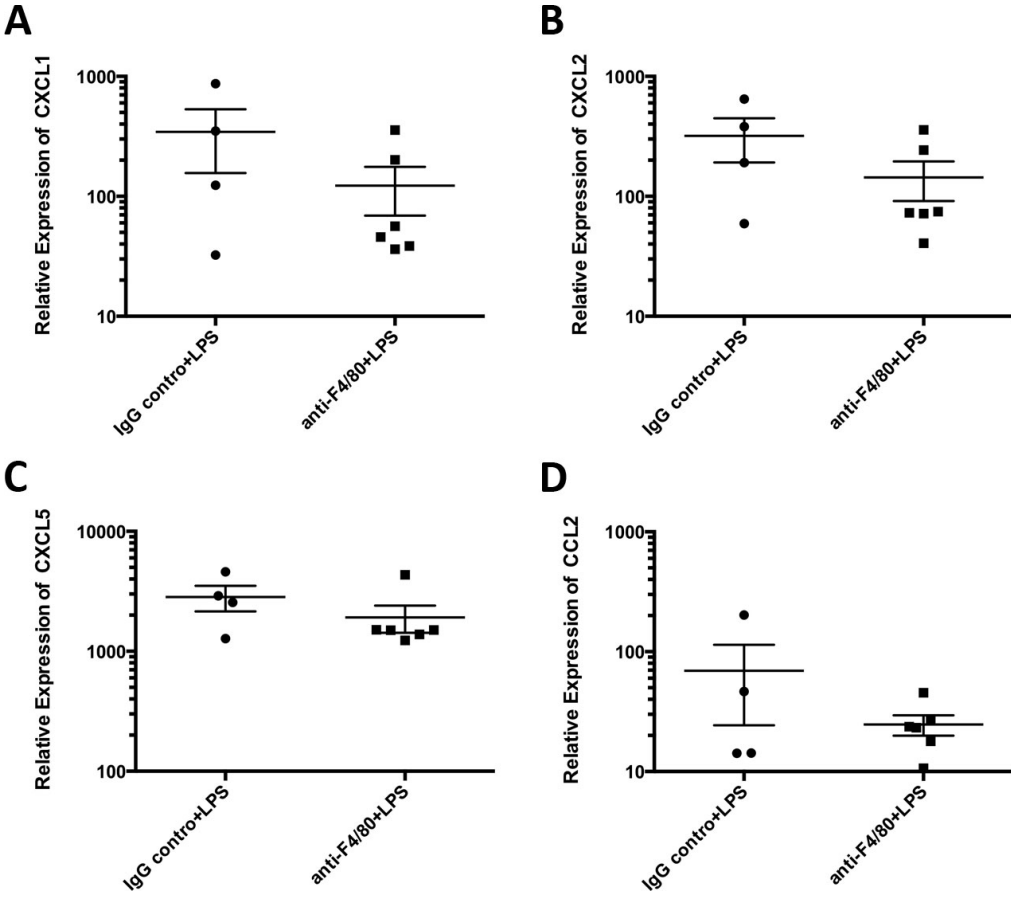 A
Relative Expression of CXCL1
1000
100
10
IgG contro+LPS
anti-F4/80+LPS
B
Relative Expression of CXCL2
1000
100
10
IgG contro+LPS
anti-F4/80+LPS
C
Relative Expression of CXCL5
10000
1000
100
IgG contro+LPS
anti-F4/80+LPS
D
Relative Expression of CCL2
1000
100
10
IgG contro+LPS
anti-F4/80+LPS